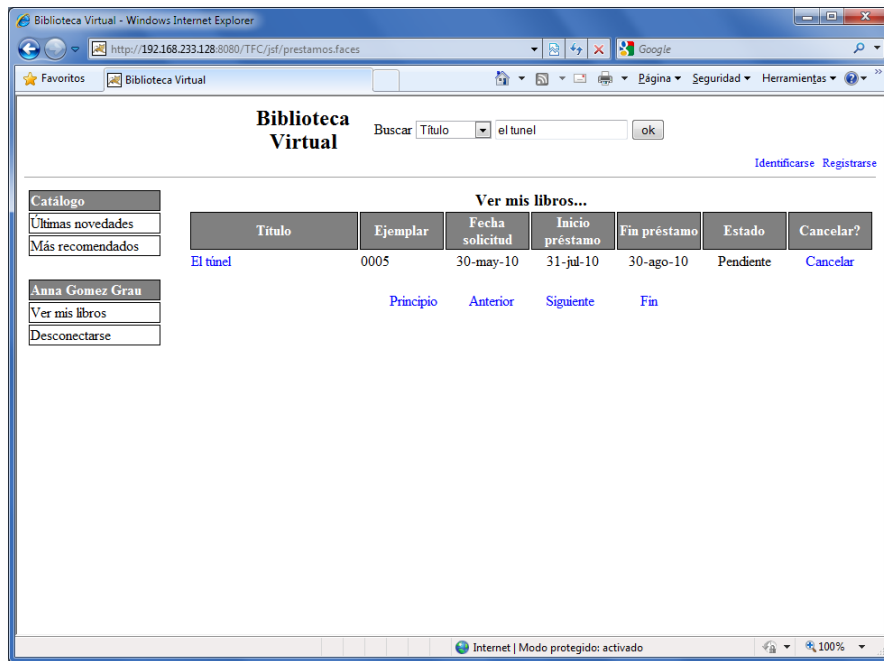 Biblioteca Virtual - Windows Internet Explorer
http://192.168.233.128:8080/TFC/jsf/prestamos.faces
Google
Favoritos
Biblioteca Virtual
Página Seguridad Herramientas
Biblioteca
Virtual
Buscar Título el tunel ok
Identificarse Registrarse
Catálogo
Últimas novedades
Más recomendados
Anna Gomez Grau
Ver mis libros
Desconectarse
Ver mis libros...
Título Ejemplar Fecha solicitud Inicio préstamo Fin préstamo Estado Cancelar?
El túnel 0005 30-may-10 31-jul-10 30-ago-10 Pendiente Cancelar
Principio Anterior Siguiente Fin
Internet | Modo protegido: activado
100%